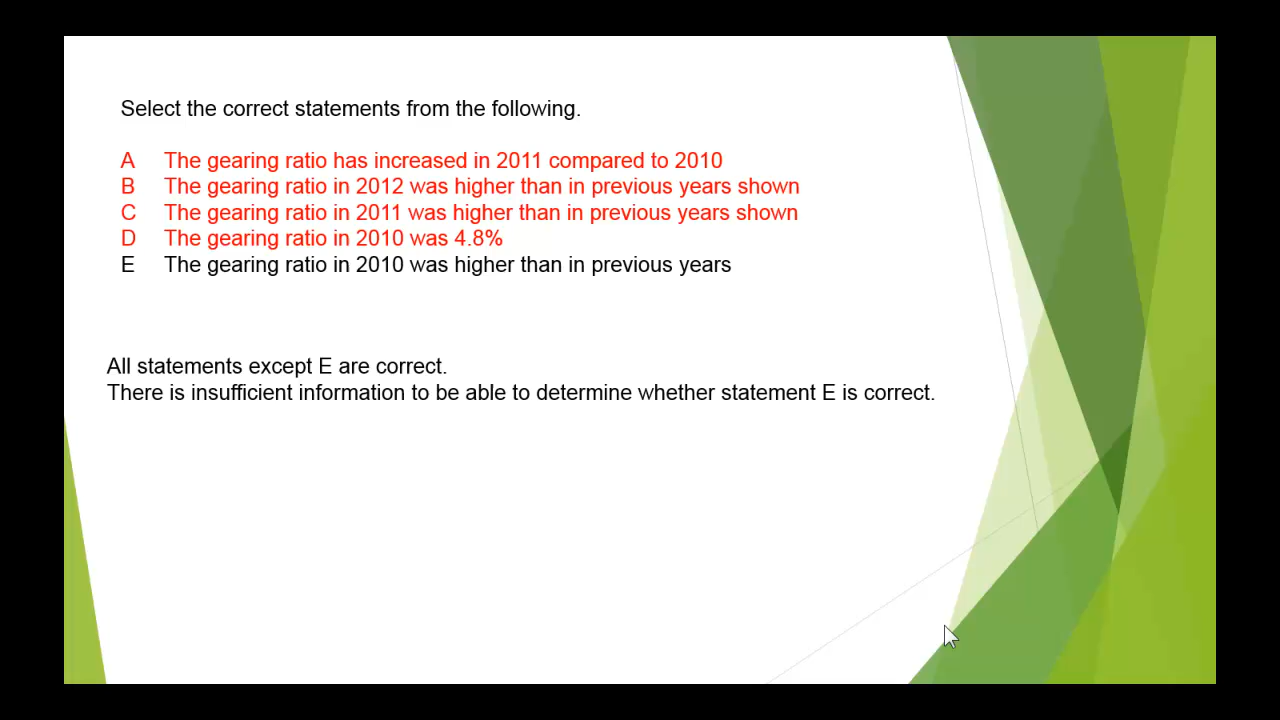 Select the correct statements from the following.
A The gearing ratio has increased in 2011 compared to 2010
B The gearing ratio in 2012 was higher than in previous years shown
C The gearing ratio in 2011 was higher than in previous years shown
D The gearing ratio in 2010 was 4.8%
E The gearing ratio in 2010 was higher than in previous years
All statements except E are correct.
There is insufficient information to be able to determine whether statement E is correct.